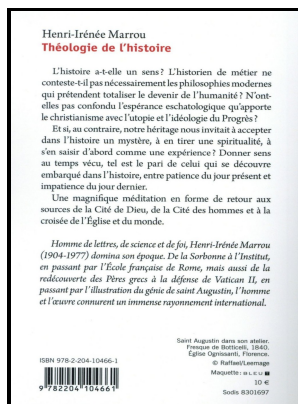 Henri-Irénée Marrou
Théologie de l'histoire
L'histoire a-t-elle un sens ? L'historien de métier ne
conteste-t-il pas nécessairement les philosophies modernes
qui prétendent totaliser le devenir de l'humanité ? N'ont-
elles pas confondu l'espérance eschatologique qu'apporte
le christianisme avec l'utopie et l'idéologie du Progrès ?
Et si, au contraire, notre héritage nous invitait à accepter
dans l'histoire un mystère, à en tirer une spiritualité, à
s'en saisir d'abord comme une expérience ? Donner sens
au temps vécu, tel est le pari de celui qui se découvre
embarqué dans l'histoire, entre patience du jour présent et
impatience du jour dernier.
Une magnifique méditation en forme de retour aux
sources de la Cité de Dieu, de la Cité des hommes et à la
croisée de l'Église et du monde.
Homme de lettres, de science et de foi, Henri-Irénée Marrou
(1904-1977) domina son époque. De la Sorbonne à l'Institut,
en passant par l'École française de Rome, mais aussi de la
redécouverte des Pères grecs à la défense de Vatican II, en
passant par l'illustration du génie de saint Augustin, l'homme
et l'œuvre connurent un immense rayonnement international.
Saint Augustin dans son atelier.
Fresque de Botticelli, 1840.
Église Ognissanti, Florence.
© Raffael/Leemage
Maquette : BLEUT
10 €
Sodis 8301697
ISBN 978-2-204-10466-1
9 782204 104661